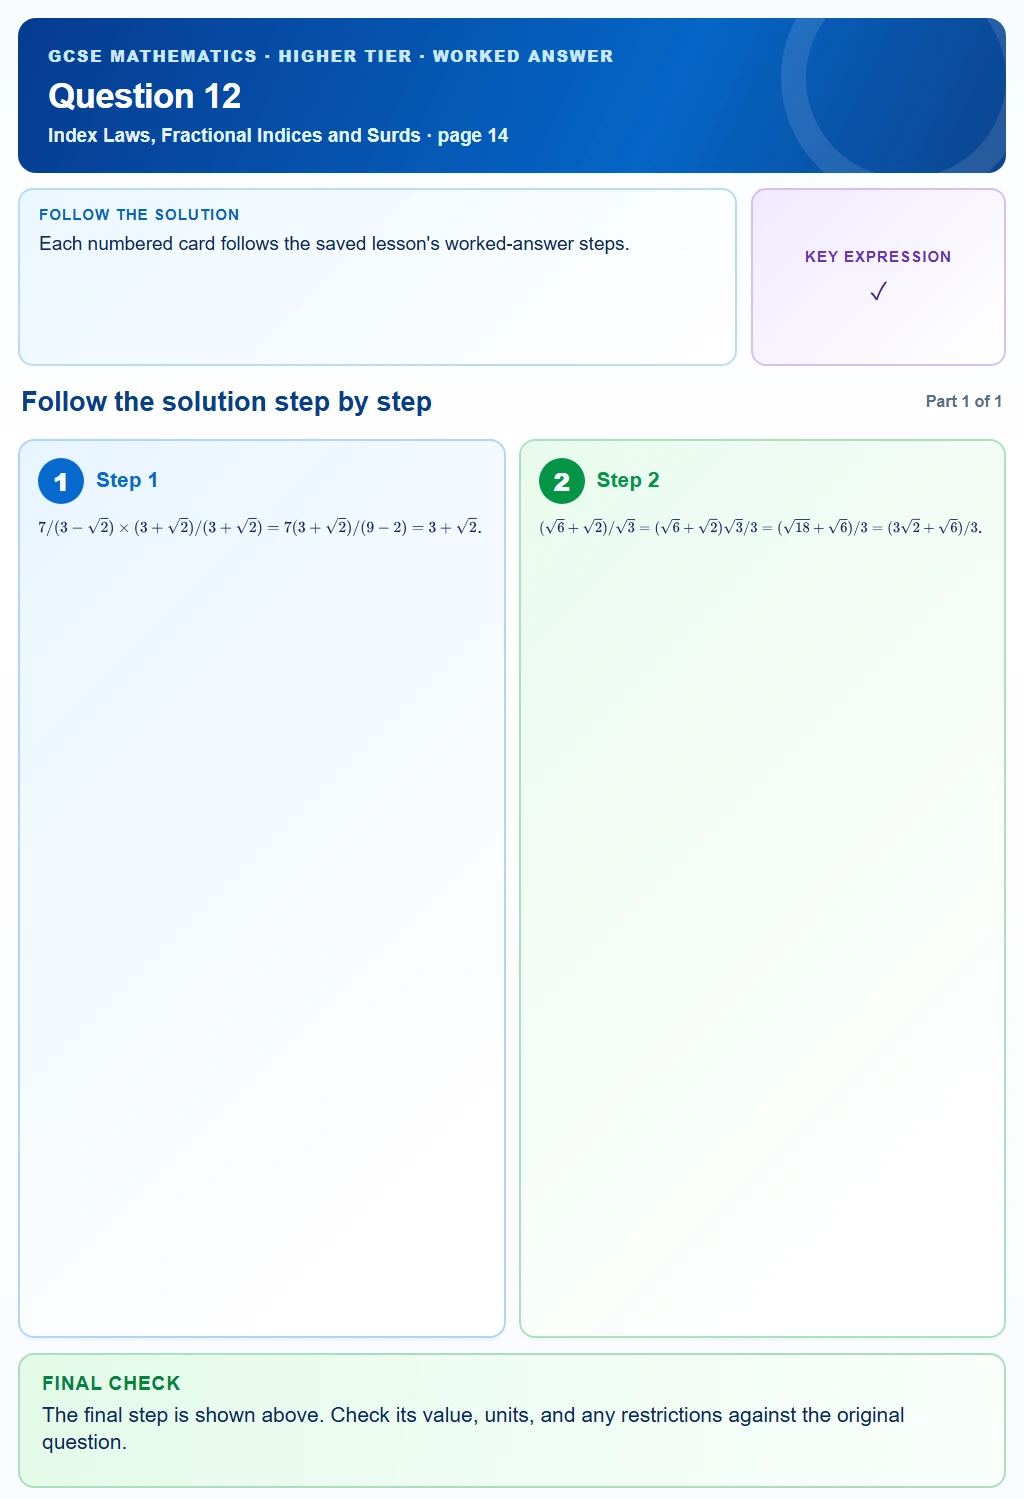 GCSE MATHEMATICS · HIGHER TIER · WORKED ANSWER
Question 12
Index Laws, Fractional Indices and Surds · page 14
FOLLOW THE SOLUTION
Each numbered card follows the saved lesson's worked-answer steps.
KEY EXPRESSION
✓
Follow the solution step by step
Part 1 of 1
1 Step 1
7/(3 − √2) × (3 + √2)/(3 + √2) = 7(3 + √2)/(9 − 2) = 3 + √2.
2 Step 2
(√6 + √2)/√3 = (√6 + √2)√3/3 = (√18 + √6)/3 = (3√2 + √6)/3.
FINAL CHECK
The final step is shown above. Check its value, units, and any restrictions against the original
question.